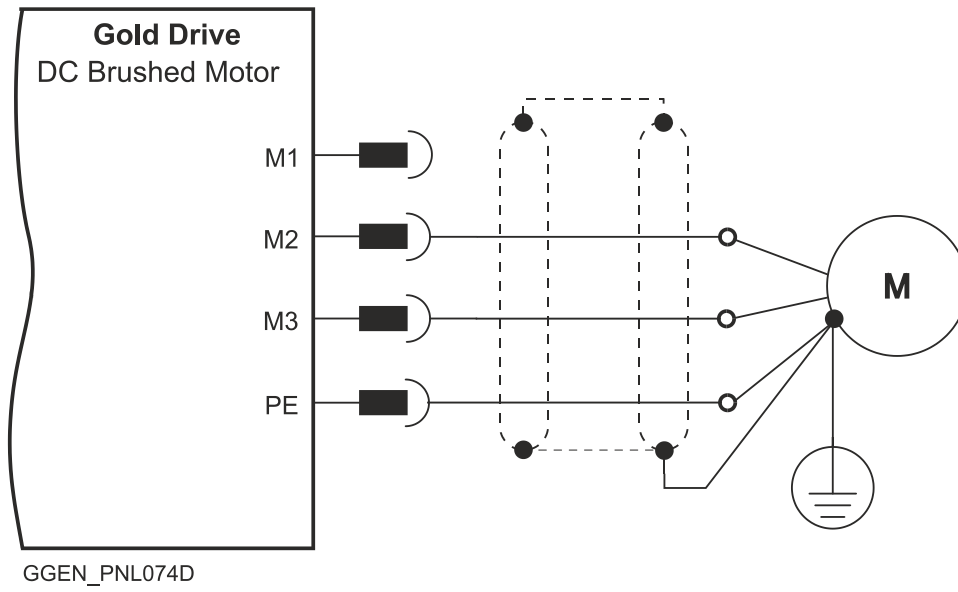 Gold Drive
DC Brushed Motor
M1
M2
M3
PE
M
GGEN_PNL074D